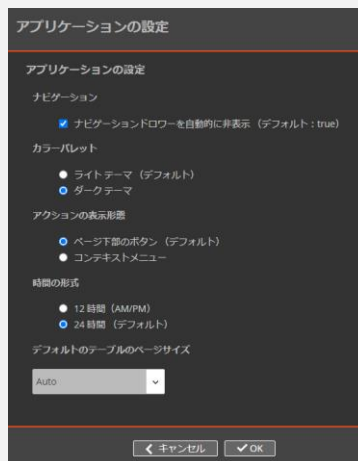 アプリケーションの設定
アプリケーションの設定
ナビゲーション
ナビゲーションドロワーを自動的に非表示（デフォルト：true）
カラーパレット
ライト テーマ（デフォルト）
ダーク テーマ
アクションの表示形態
ページ下部のボタン（デフォルト）
コンテキストメニュー
時間の形式
12 時間（AM/PM）
24 時間（デフォルト）
デフォルトのテーブルのページサイズ
Auto
キャンセル OK